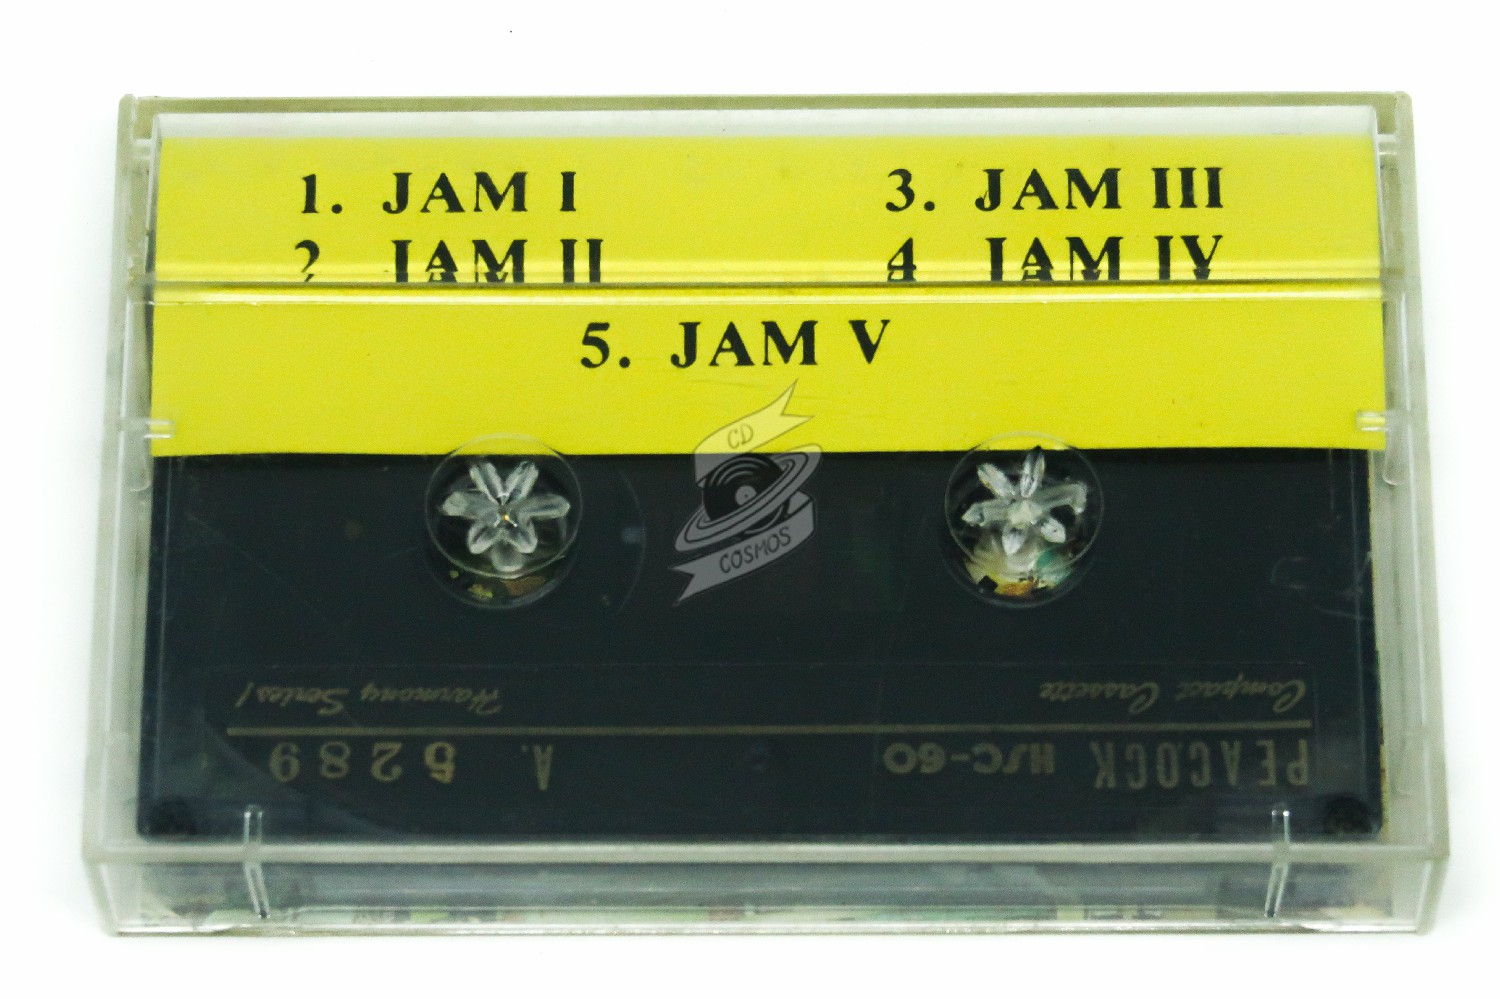 1. JAM I
3. JAM III
2 JAM II
4 JAM IV
5. JAM V
CD
COSMOS
Compact Cassette
Harmony Series 1
PEACOCK HSC-60
A. 5289